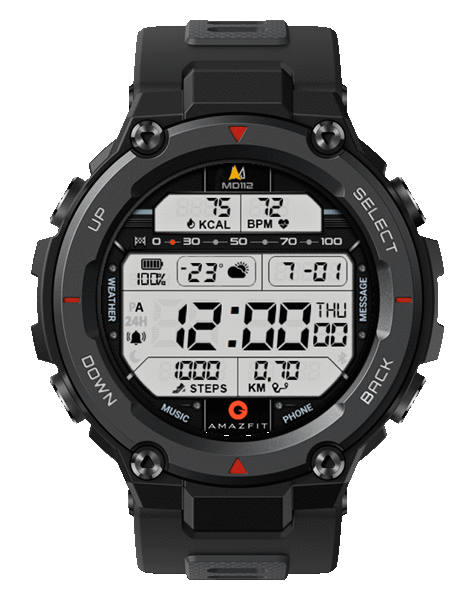 MD112
75 72
KCAL BPM
0 30 50 70 100
100% -23° 7-01
UP
SELECT
WEATHER
MESSAGE
PA
24H
12:00 00
THU
1000 0.70
STEPS KM
DOWN
BACK
MUSIC
PHONE
AMAZFIT